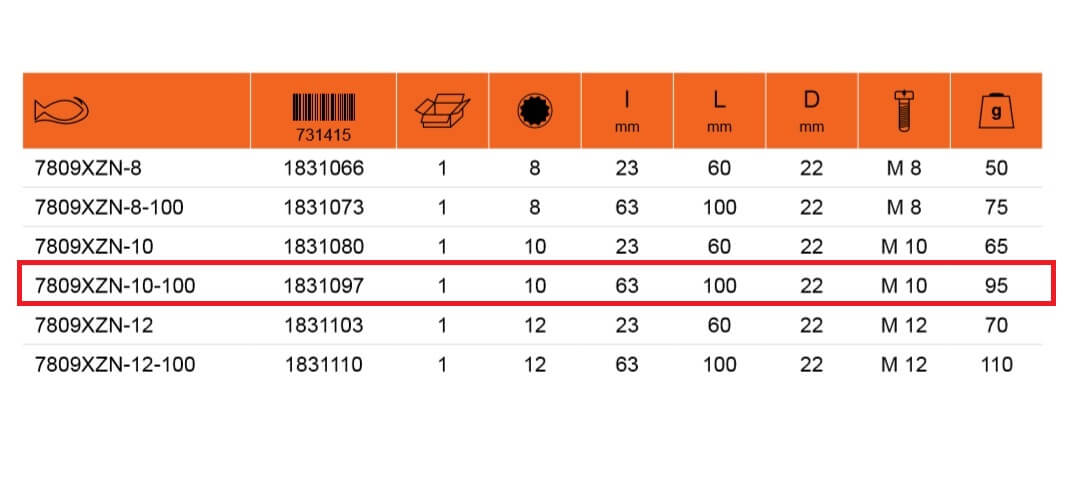 l L D
731415 mm mm mm g
7809XZN-8 1831066 1 8 23 60 22 M 8 50
7809XZN-8-100 1831073 1 8 63 100 22 M 8 75
7809XZN-10 1831080 1 10 23 60 22 M 10 65
7809XZN-10-100 1831097 1 10 63 100 22 M 10 95
7809XZN-12 1831103 1 12 23 60 22 M 12 70
7809XZN-12-100 1831110 1 12 63 100 22 M 12 110